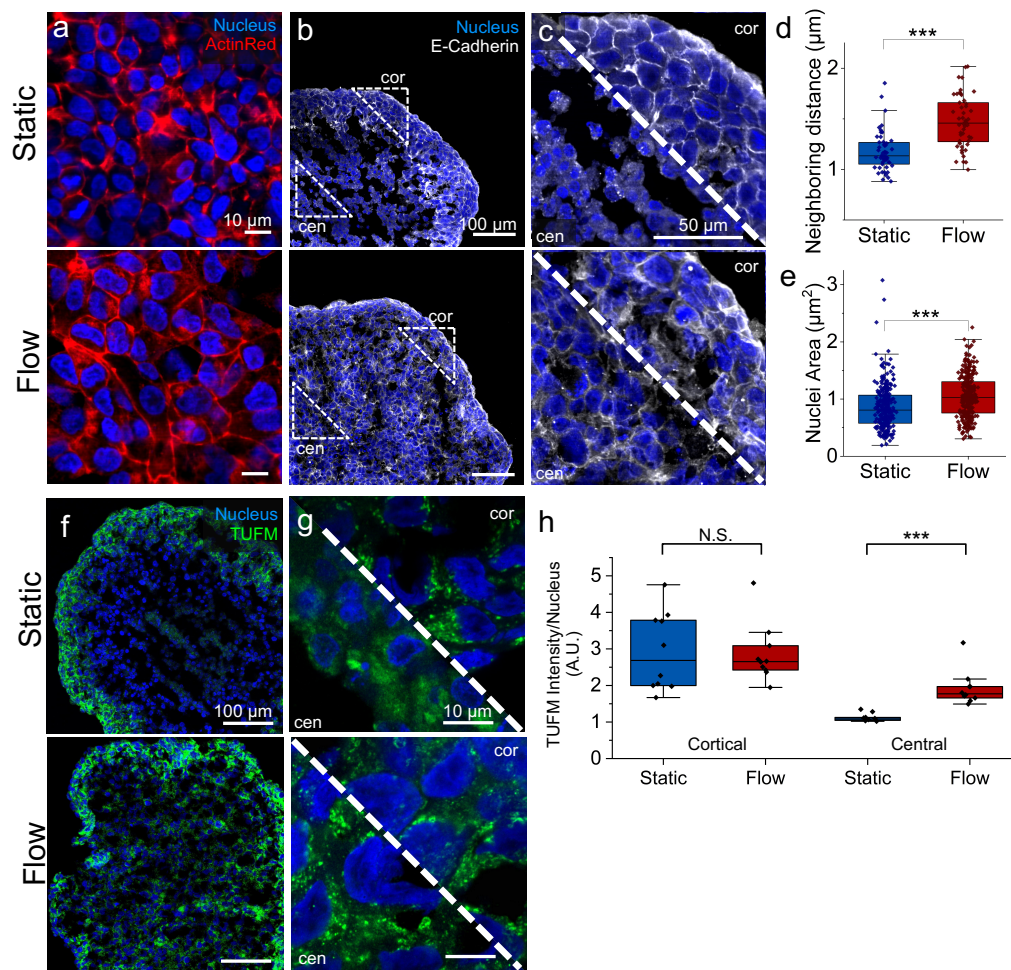 a
Nucleus
ActinRed
Static
10 µm
b
Nucleus
E-Cadherin
cor
cen
100 µm
c
cor
cen
50 µm
d
Neighboring distance (µm)
2
1
***
Static
Flow
Flow
cor
cen
cor
cen
e
Nuclei Area (µm²)
3
2
1
0
***
Static
Flow
f
Nucleus
TUFM
Static
100 µm
g
cor
cen
10 µm
Flow
cor
cen
h
TUFM Intensity/Nucleus
(A.U.)
5
4
3
2
1
0
N.S.
***
Cortical
Central
Static
Flow
Static
Flow